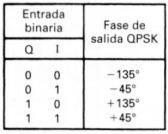 Entrada binaria Fase de salida QPSK
Q I
0 0 −135°
0 1 −45°
1 0 +135°
1 1 +45°